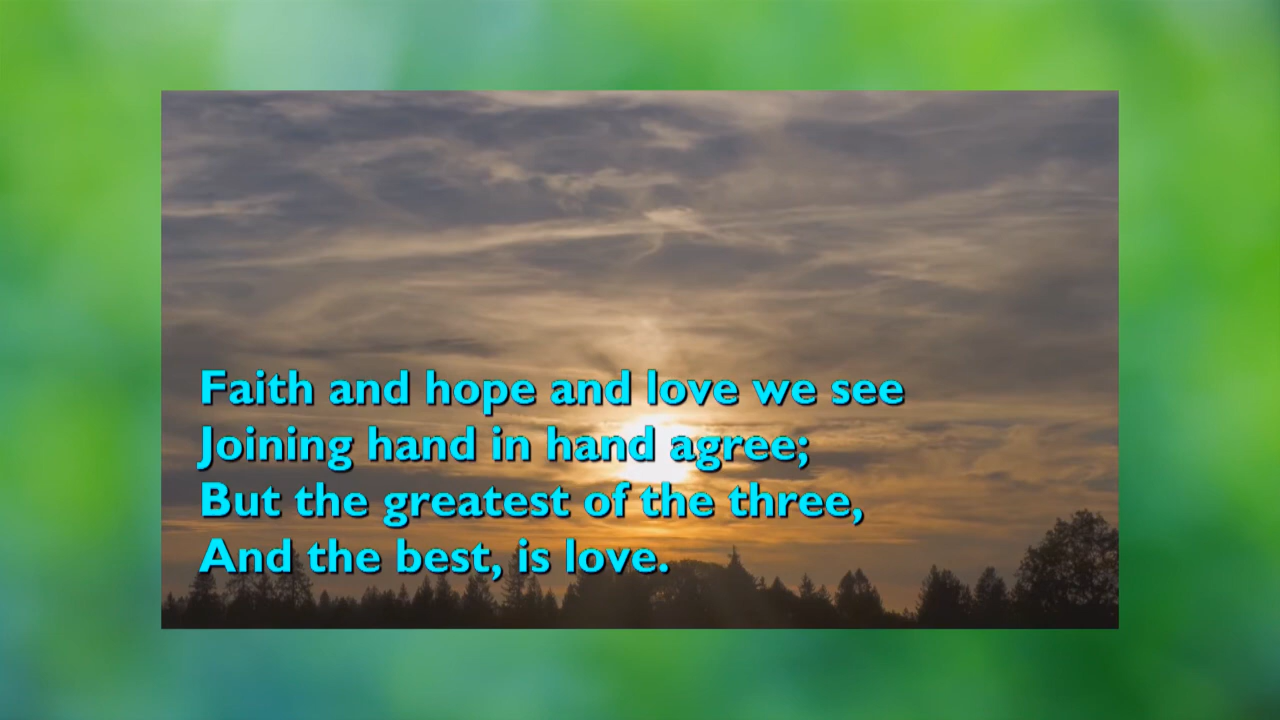 Faith and hope and love we see
Joining hand in hand agree;
But the greatest of the three,
And the best, is love.